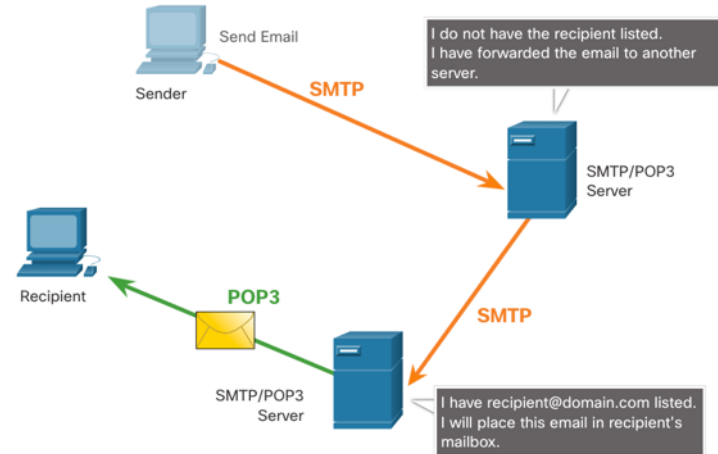 Send Email
Sender
SMTP
I do not have the recipient listed.
I have forwarded the email to another
server.
SMTP/POP3
Server
Recipient
POP3
SMTP
SMTP/POP3
Server
I have recipient@domain.com listed.
I will place this email in recipient's
mailbox.